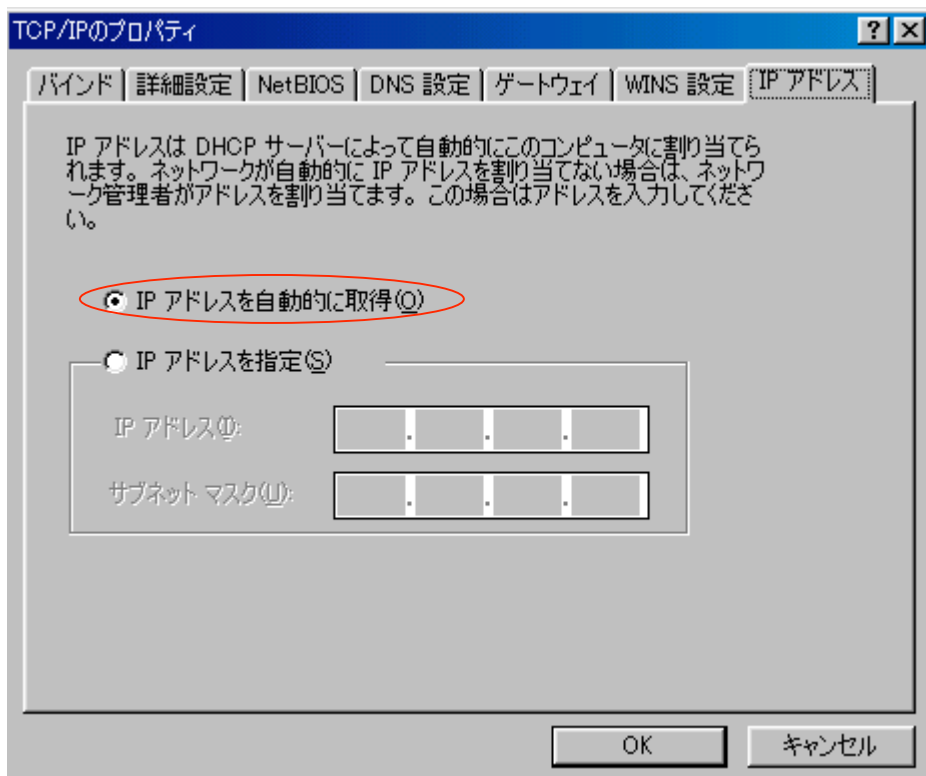 TCP/IPのプロパティ
バインド 詳細設定 NetBIOS DNS 設定 ゲートウェイ WINS 設定 IP アドレス
IP アドレスは DHCP サーバーによって自動的にこのコンピュータに割り当てら
れます。ネットワークが自動的に IP アドレスを割り当てない場合は、ネットワ
ーク管理者がアドレスを割り当てます。この場合はアドレスを入力してくださ
い。
IP アドレスを自動的に取得(O)
IP アドレスを指定(S)
IP アドレス(I):
サブネット マスク(U):
OK キャンセル